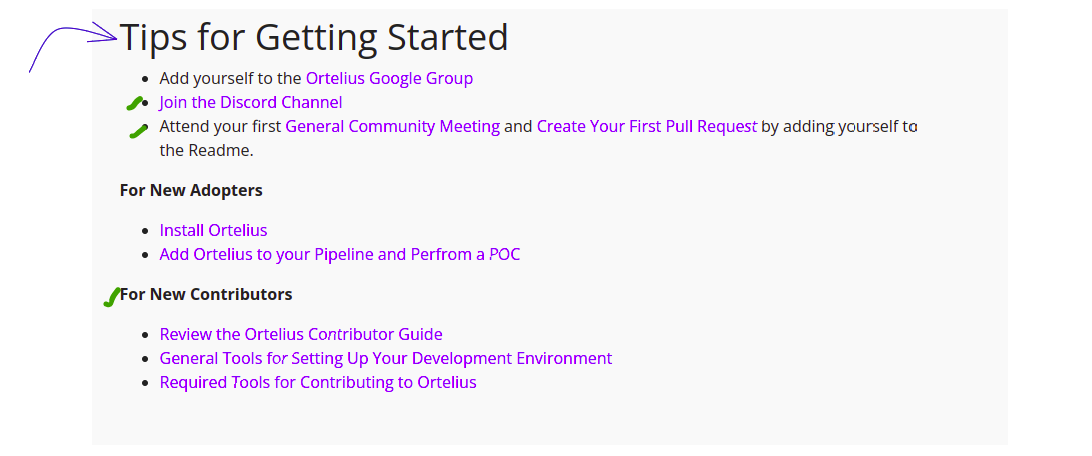 Tips for Getting Started
Add yourself to the Ortelius Google Group
Join the Discord Channel
Attend your first General Community Meeting and Create Your First Pull Request by adding yourself to
the Readme.
For New Adopters
Install Ortelius
Add Ortelius to your Pipeline and Perfrom a POC
For New Contributors
Review the Ortelius Contributor Guide
General Tools for Setting Up Your Development Environment
Required Tools for Contributing to Ortelius